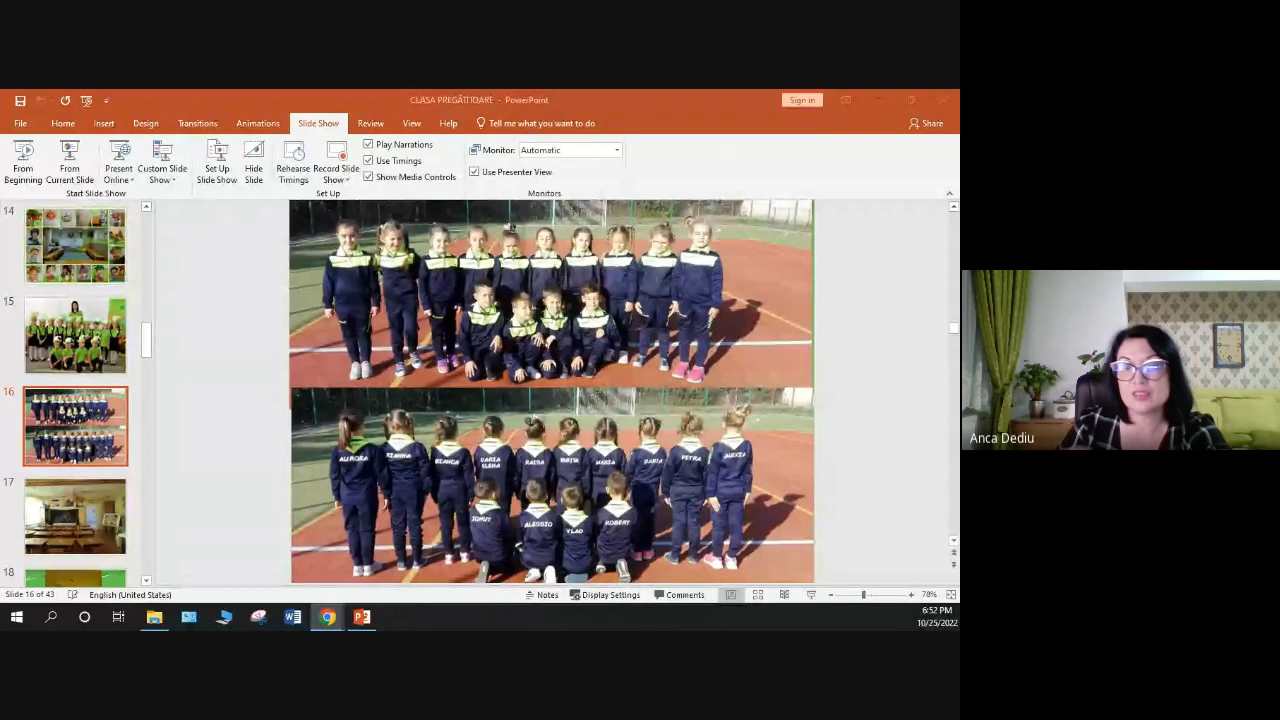 CLASA PREGĂTITOARE - PowerPoint
Sign in
File Home Insert Design Transitions Animations Slide Show Review View Help Tell me what you want to do Share
From Beginning
From Current Slide
Present Online
Custom Slide Show
Set Up Slide Show
Hide Slide
Rehearse Timings
Record Slide Show
Play Narrations
Use Timings
Show Media Controls
Monitor: Automatic
Use Presenter View
Start Slide Show Set Up Monitors
14
15
16
17
18
AURORA RIANNA BIANCA DARIA ELENA RAISA MARIA DARIA PETRA ALEXIA
IONUT ALESSIO VLAD ROBERT
Anca Dediu
Slide 16 of 43 English (United States) Notes Display Settings Comments 78%
6:52 PM
10/25/2022